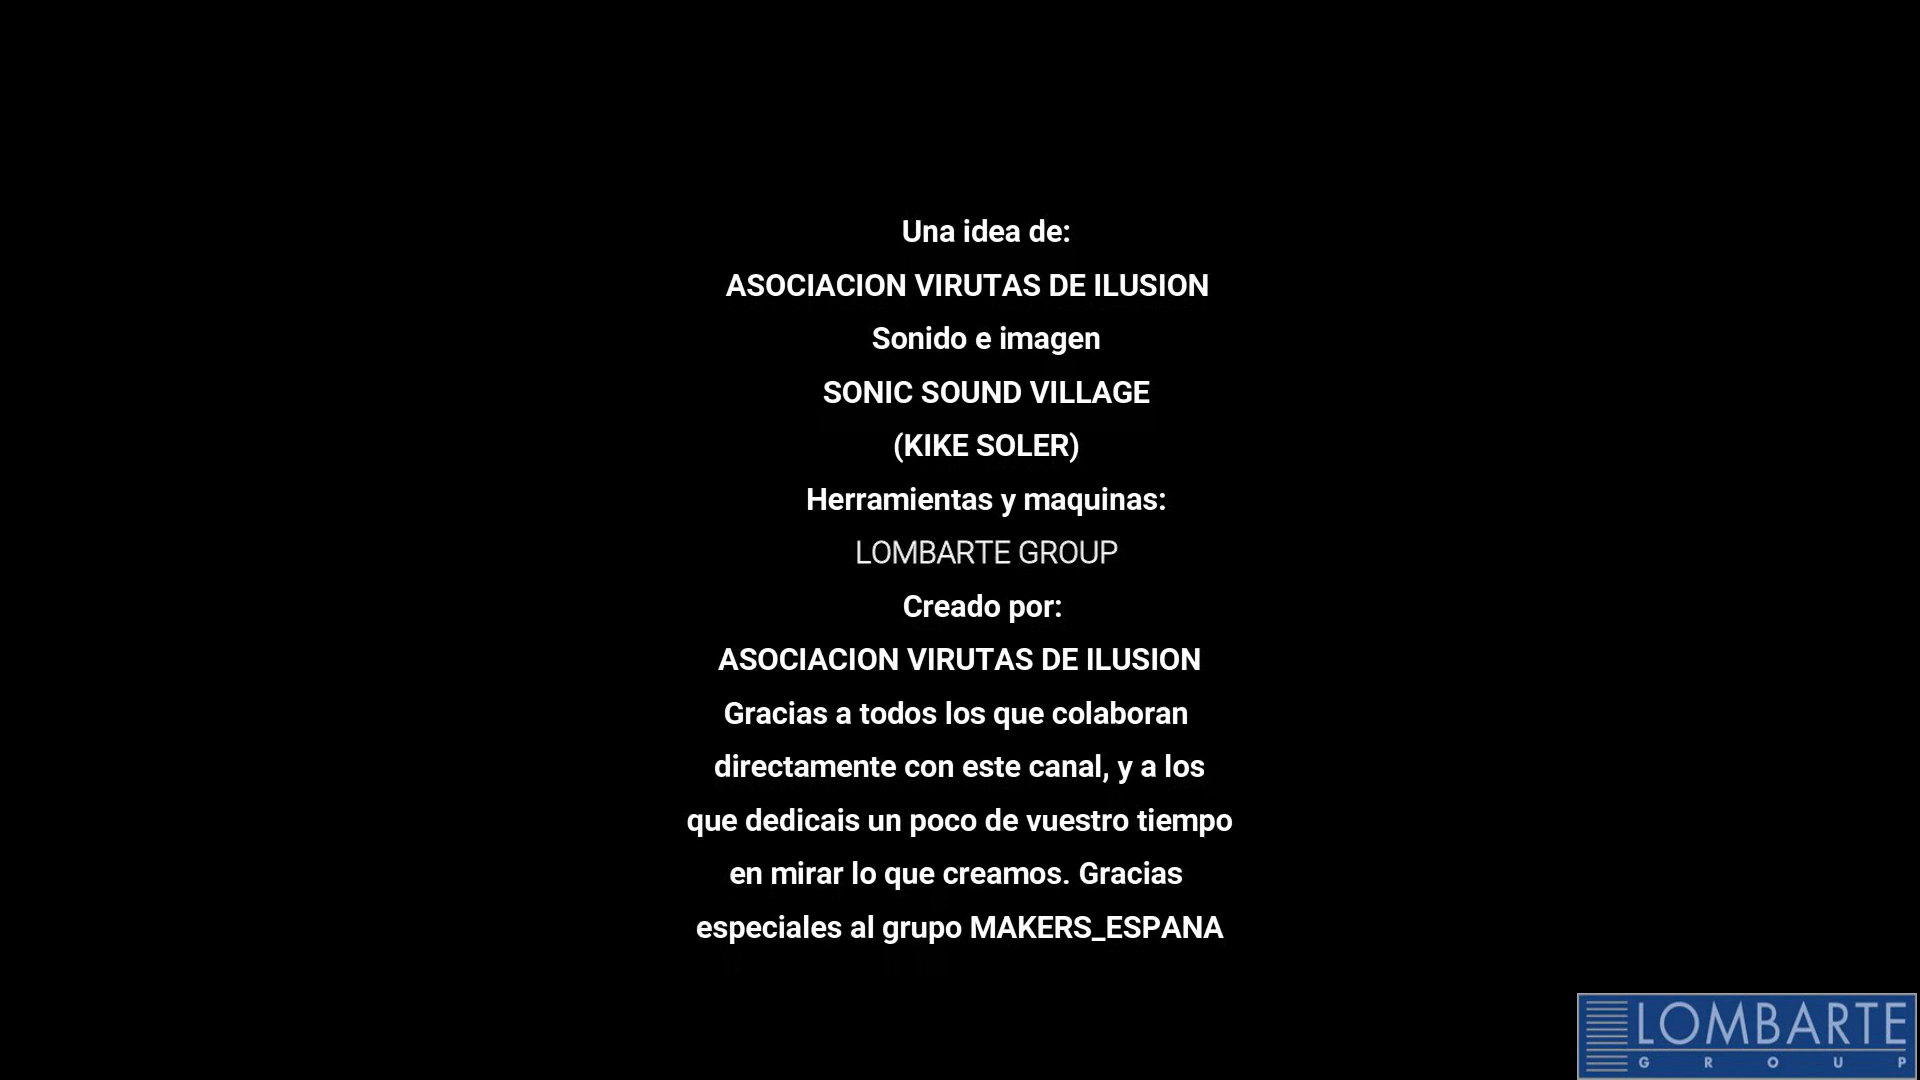 Una idea de:
ASOCIACION VIRUTAS DE ILUSION
Sonido e imagen
SONIC SOUND VILLAGE
(KIKE SOLER)
Herramientas y maquinas:
LOMBARTE GROUP
Creado por:
ASOCIACION VIRUTAS DE ILUSION
Gracias a todos los que colaboran
directamente con este canal, y a los
que dedicais un poco de vuestro tiempo
en mirar lo que creamos. Gracias
especiales al grupo MAKERS_ESPANA
LOMBARTE
GROUP